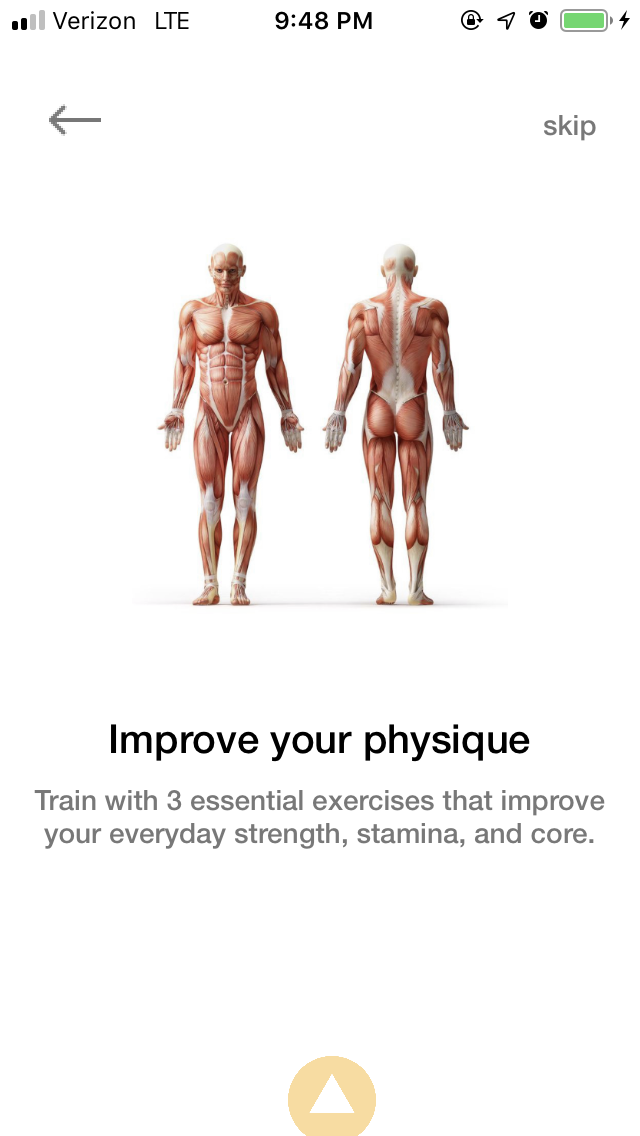 Verizon LTE 9:48 PM
skip
Improve your physique
Train with 3 essential exercises that improve
your everyday strength, stamina, and core.